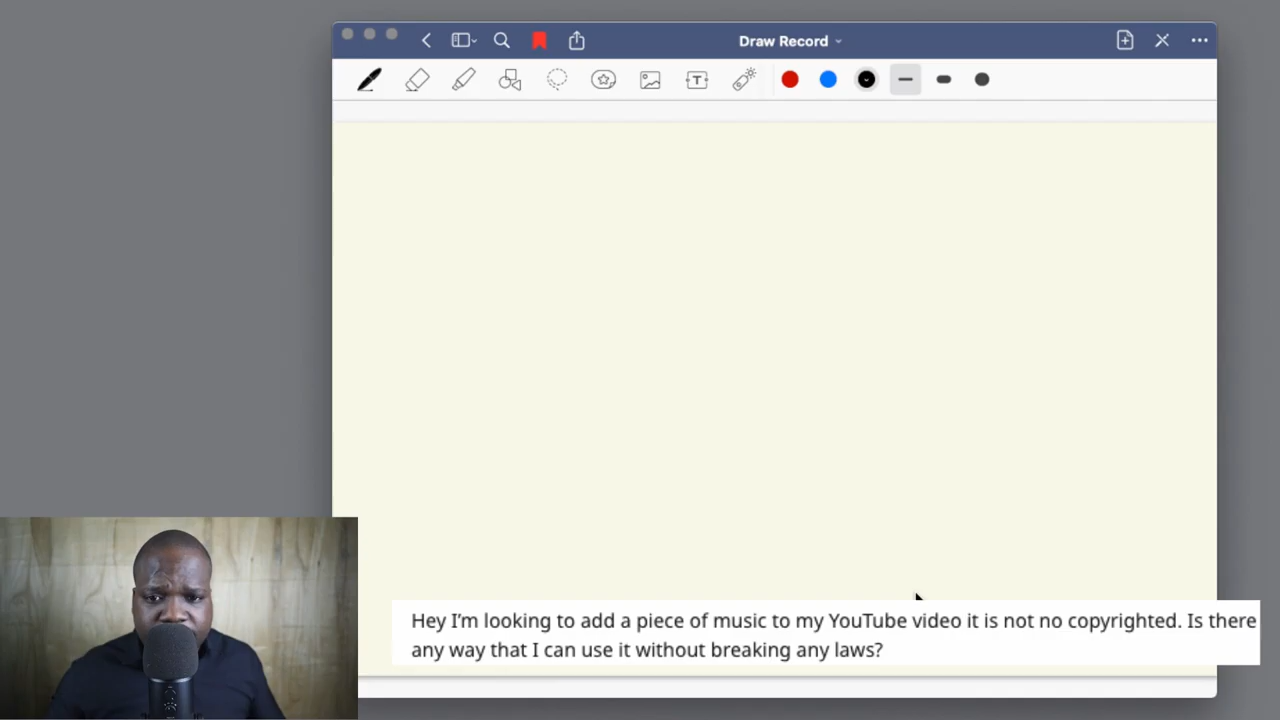 Draw Record
T
Hey I'm looking to add a piece of music to my YouTube video it is not no copyrighted. Is there
any way that I can use it without breaking any laws?